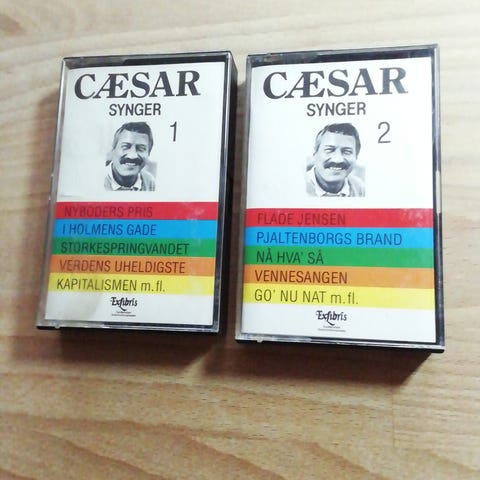 CÆSAR
SYNGER
1
NYBODERS PRIS
I HOLMENS GADE
STORKESPRINGVANDET
VERDENS UHELDIGSTE
KAPITALISMEN m. fl.
Exlibris
CÆSAR
SYNGER
2
FLADE JENSEN
PJALTENBORGS BRAND
NÅ HVA' SÅ
VENNESANGEN
GO' NU NAT m. fl.
Exlibris